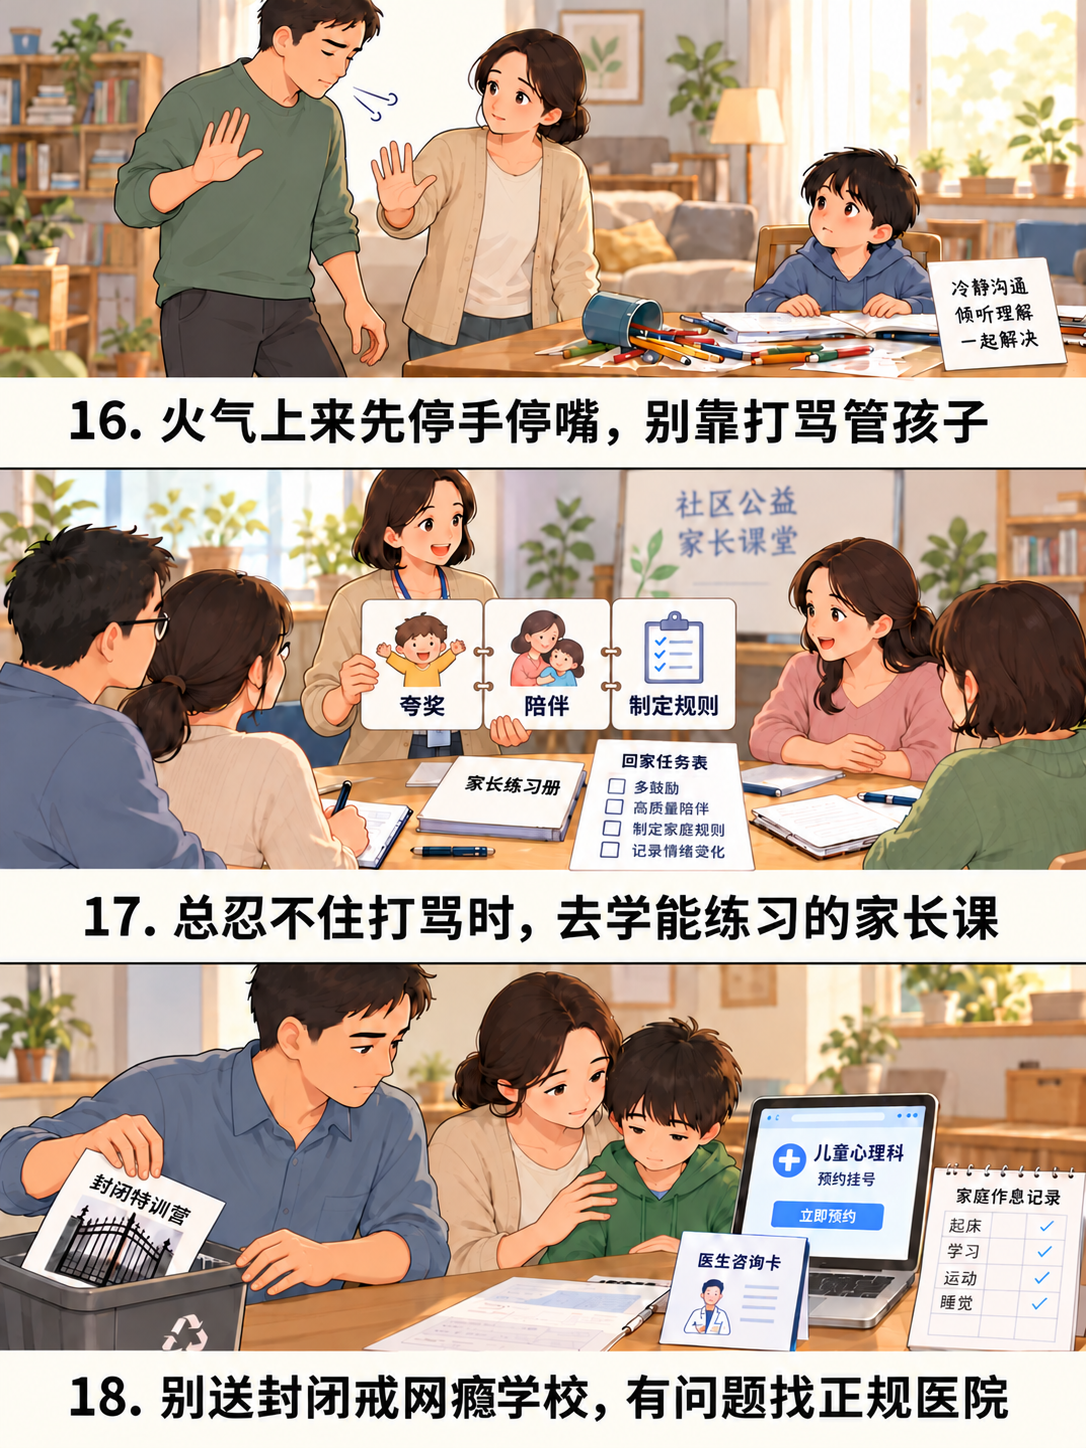 冷静沟通
倾听理解
一起解决
16. 火气上来先停手停嘴，别靠打骂管孩子
社区公益
家长课堂
夸奖
陪伴
制定规则
家长练习册
回家任务表
多鼓励
高质量陪伴
制定家庭规则
记录情绪变化
17. 总忍不住打骂时，去学能练习的家长课
封闭特训营
儿童心理科
预约挂号
立即预约
医生咨询卡
家庭作息记录
起床
学习
运动
睡觉
18. 别送封闭戒网瘾学校，有问题找正规医院